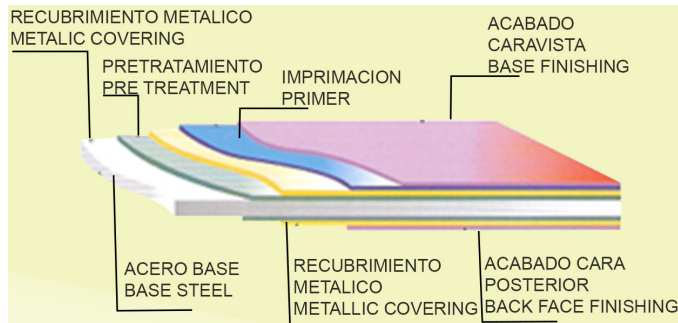 RECUBRIMIENTO METALICO
METALIC COVERING
PRETRATAMIENTO
PRE TREATMENT
IMPRIMACION
PRIMER
ACABADO
CARAVISTA
BASE FINISHING
ACERO BASE
BASE STEEL
RECUBRIMIENTO
METALICO
METALLIC COVERING
ACABADO CARA
POSTERIOR
BACK FACE FINISHING